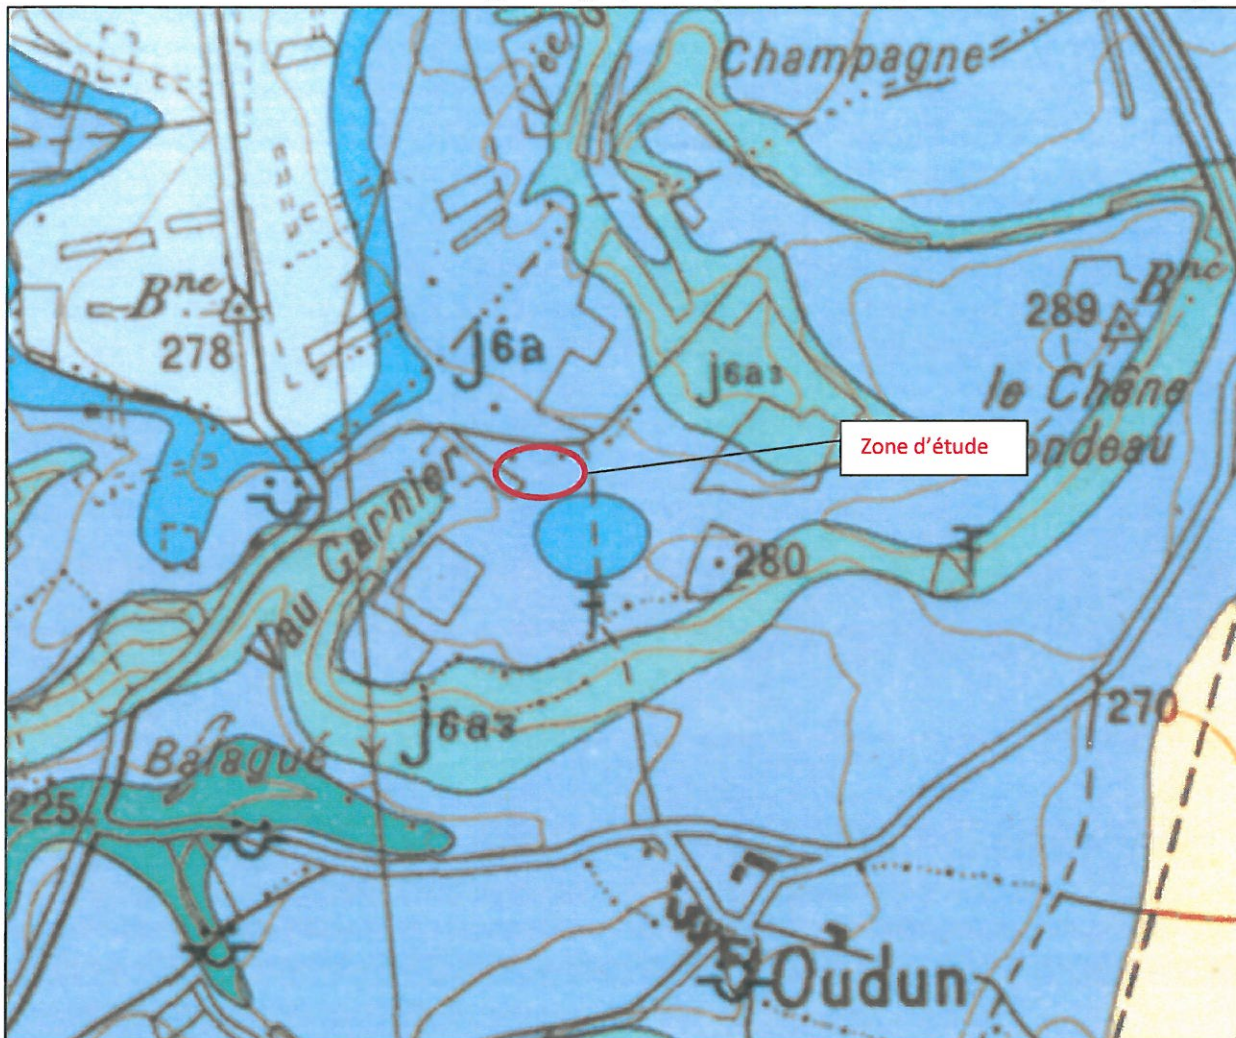 Champagne
Bne
278
j6a
289
Bne
j6a3
le Chêne
Zone d'étude
ondeau
Vau Garnier
280
j6a3
270
Balagué
225
Oudun